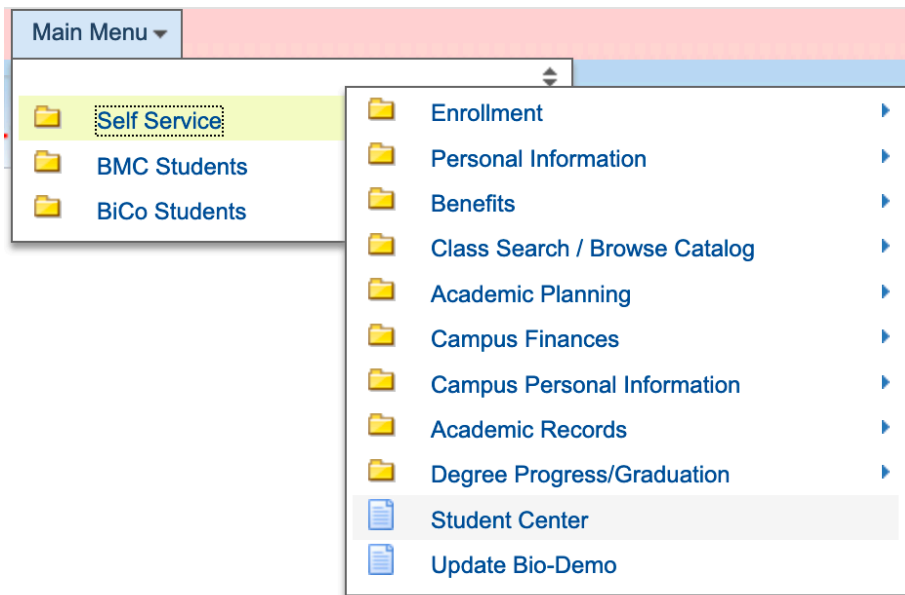 Main Menu
Self Service
BMC Students
BiCo Students
Enrollment
Personal Information
Benefits
Class Search / Browse Catalog
Academic Planning
Campus Finances
Campus Personal Information
Academic Records
Degree Progress/Graduation
Student Center
Update Bio-Demo